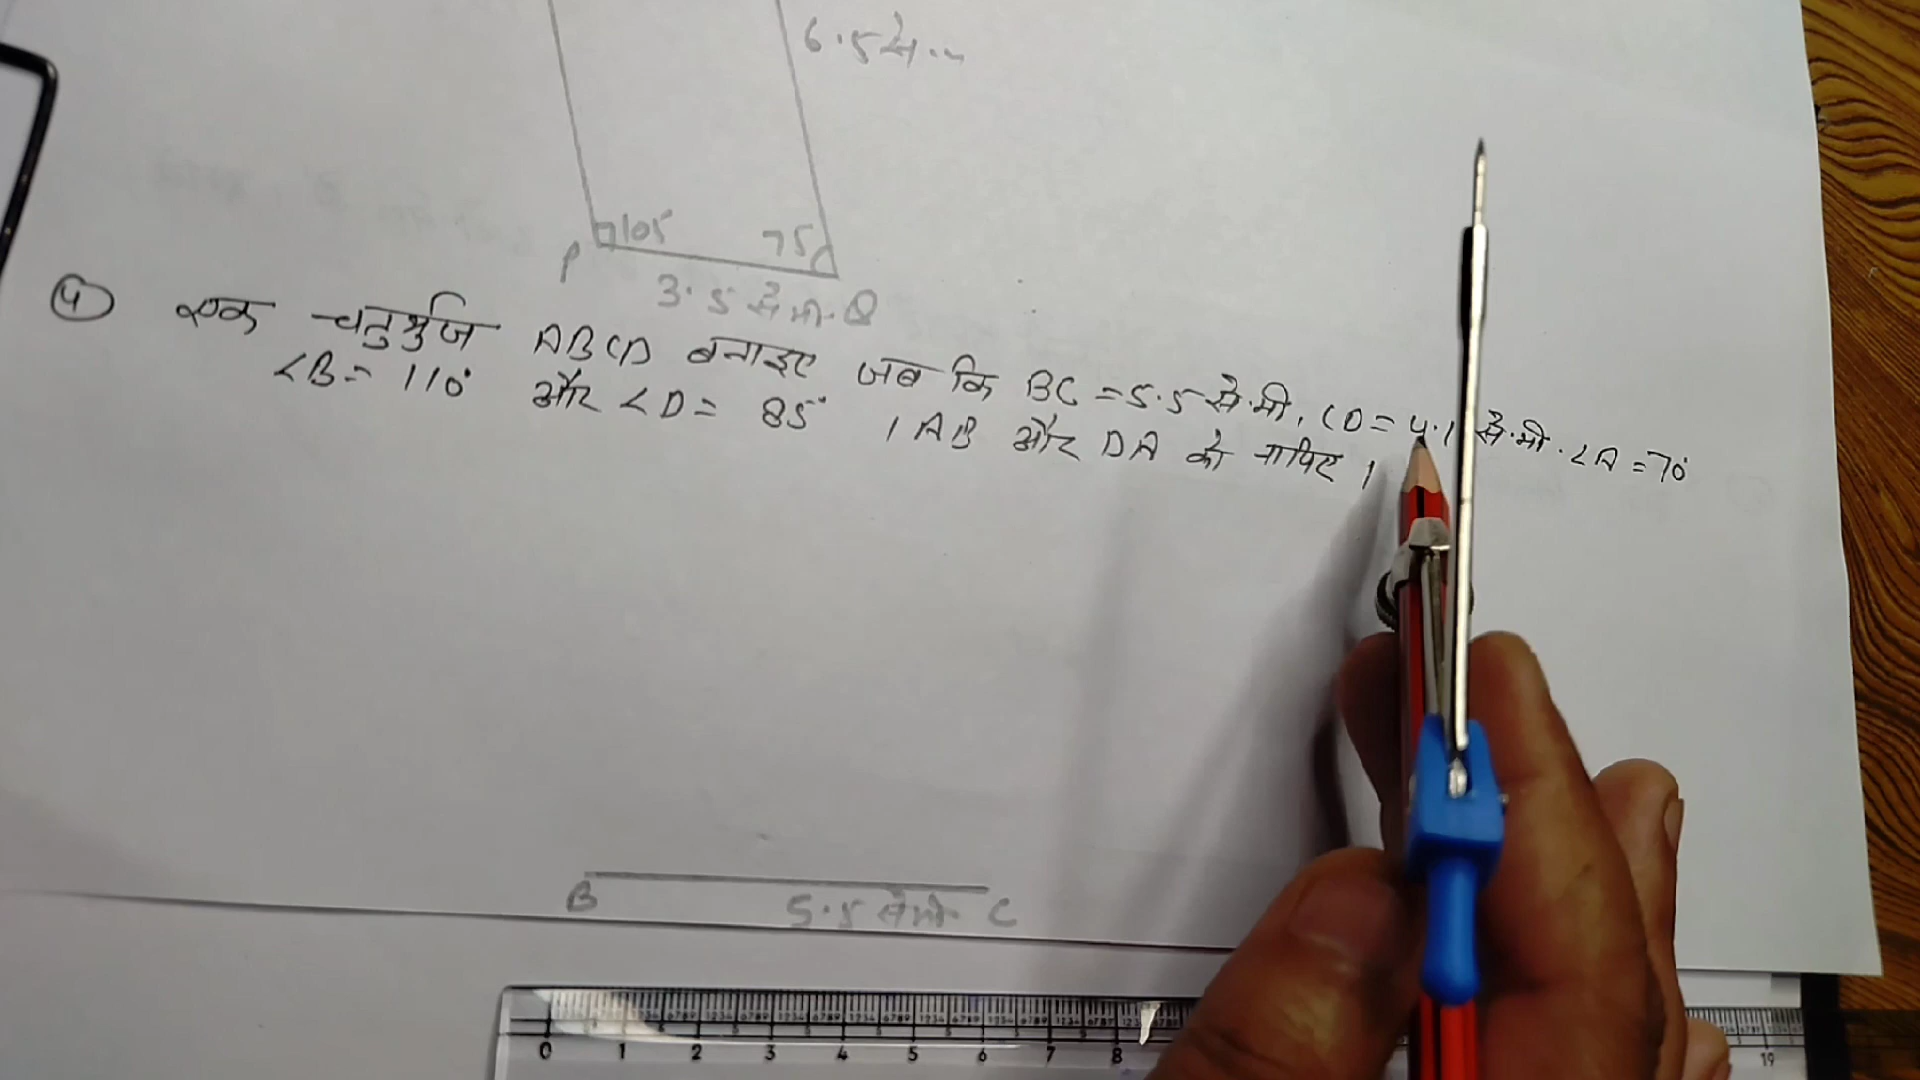 6.5 से.मी
105
75
P
3.5 से.मी. Q
④ एक चतुर्भुज ABCD बनाइए जब कि BC = 5.5 से.मी, CD = 4.1 से.मी. ∠A = 70°
∠B = 110° और ∠D = 85° । AB और DA को नापिए ।
B 5.5 सेमी. C
0 1 2 3 4 5 6 7 8 19